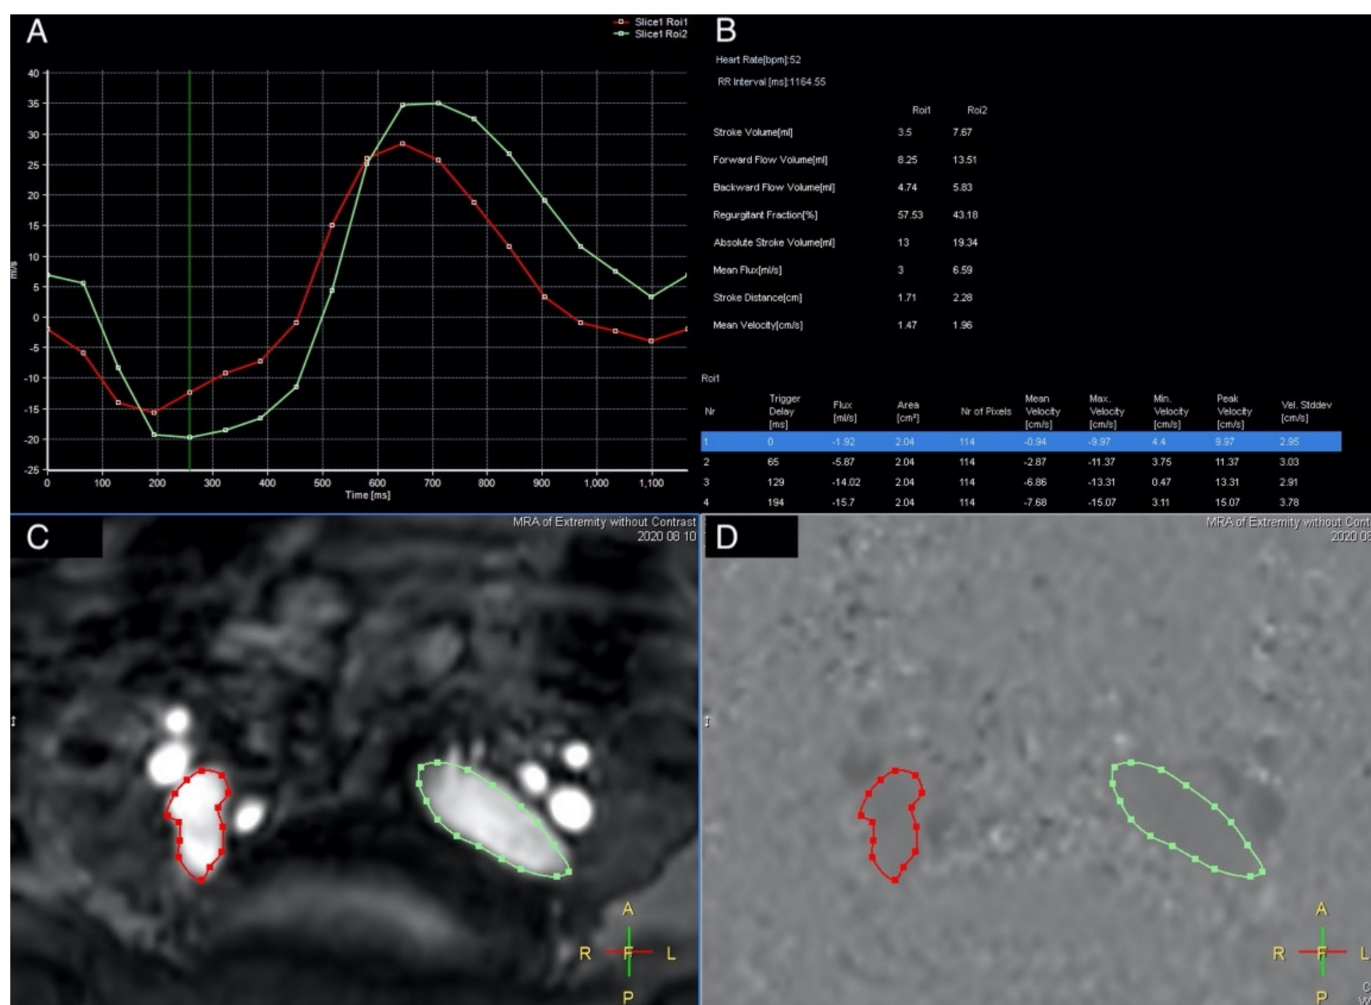 A
Slice1 Roi1
Slice1 Roi2
40
35
30
25
20
15
10
5
0
-5
-10
-15
-20
-25
ml/s
0 100 200 300 400 500 600 700 800 900 1,000 1,100
Time [ms]
B
Heart Rate[bpm]:52
RR Interval [ms]:1164.55
Roi1 Roi2
Stroke Volume[ml] 3.5 7.67
Forward Flow Volume[ml] 8.25 13.51
Backward Flow Volume[ml] 4.74 5.83
Regurgitant Fraction[%] 57.53 43.18
Absolute Stroke Volume[ml] 13 19.34
Mean Flux[ml/s] 3 6.59
Stroke Distance[cm] 1.71 2.28
Mean Velocity[cm/s] 1.47 1.96
Roi1
Nr Trigger Delay [ms] Flux [ml/s] Area [cm²] Nr of Pixels Mean Velocity [cm/s] Max. Velocity [cm/s] Min. Velocity [cm/s] Peak Velocity [cm/s] Vel. Stddev [cm/s]
1 0 -1.92 2.04 114 -0.94 -9.97 4.4 9.97 2.95
2 65 -5.87 2.04 114 -2.87 -11.37 3.75 11.37 3.03
3 129 -14.02 2.04 114 -6.86 -13.31 0.47 13.31 2.91
4 194 -15.7 2.04 114 -7.68 -15.07 3.11 15.07 3.78
C
MRA of Extremity without Contrast
2020 08 10
A
R F L
P
D
MRA of Extremity without Contr
2020 08
A
R F L
P